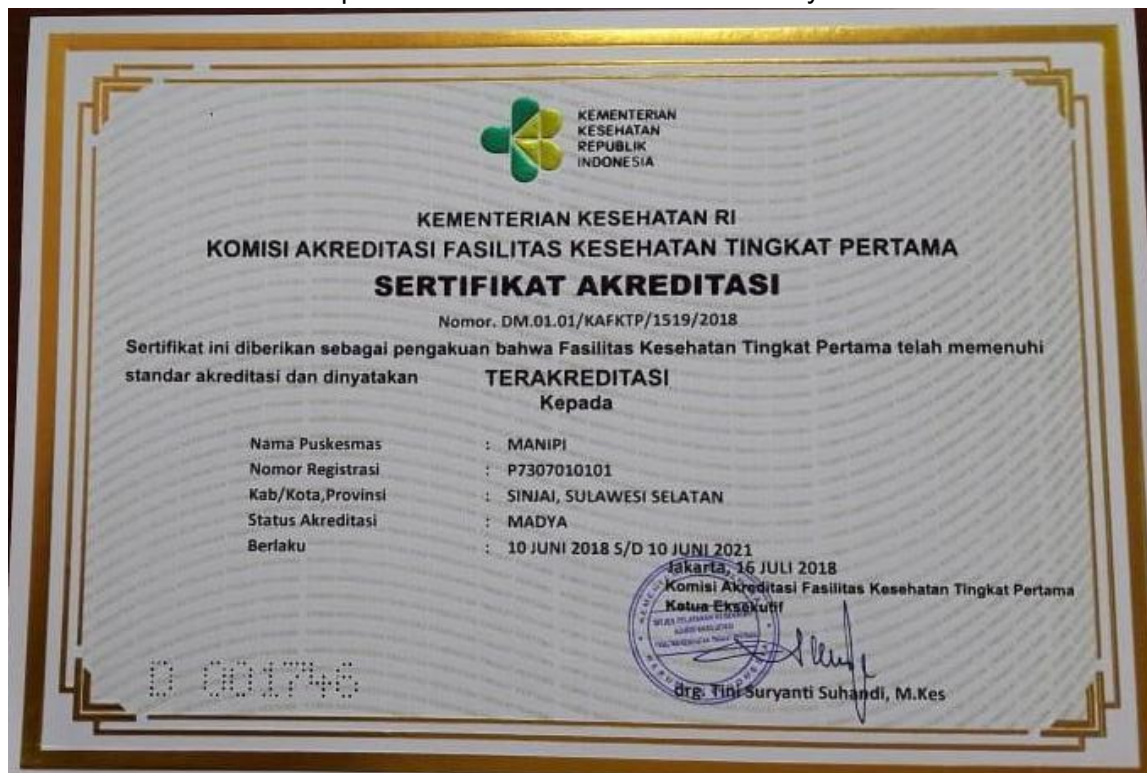 KEMENTERIAN
KESEHATAN
REPUBLIK
INDONESIA
KEMENTERIAN KESEHATAN RI
KOMISI AKREDITASI FASILITAS KESEHATAN TINGKAT PERTAMA
SERTIFIKAT AKREDITASI
Nomor. DM.01.01/KAFKTP/1519/2018
Sertifikat ini diberikan sebagai pengakuan bahwa Fasilitas Kesehatan Tingkat Pertama telah memenuhi
standar akreditasi dan dinyatakan TERAKREDITASI
Kepada
Nama Puskesmas : MANIPI
Nomor Registrasi : P7307010101
Kab/Kota,Provinsi : SINJAI, SULAWESI SELATAN
Status Akreditasi : MADYA
Berlaku : 10 JUNI 2018 S/D 10 JUNI 2021
Jakarta, 16 JULI 2018
Komisi Akreditasi Fasilitas Kesehatan Tingkat Pertama
Ketua Eksekutif
drg. Tini Suryanti Suhandi, M.Kes
D 001746